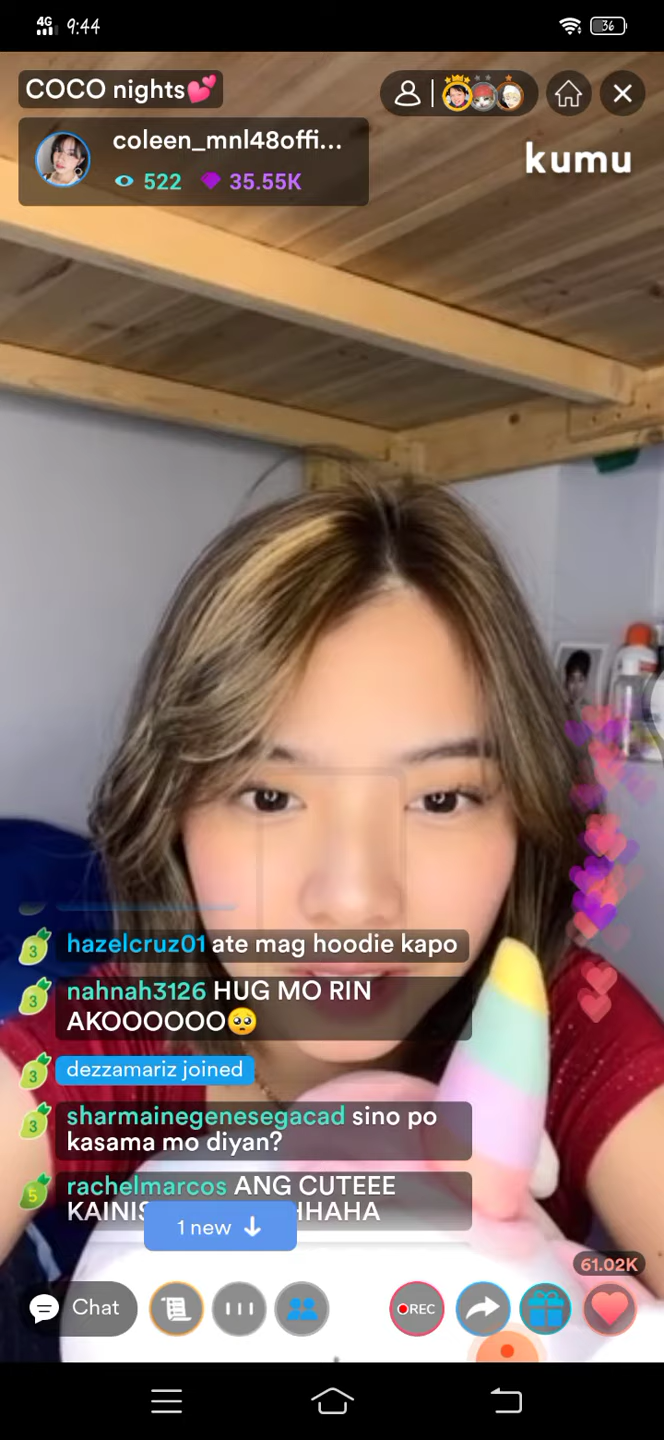 4G 9:44 36
COCO nights💕
coleen_mnl48offi...
522 35.55K
kumu
3 hazelcruz01 ate mag hoodie kapo
3 nahnah3126 HUG MO RIN
AKOOOOOO🥺
3 dezzamariz joined
3 sharmainegenesegacad sino po
kasama mo diyan?
5 rachelmarcos ANG CUTEEE
1 new ↓
61.02K
Chat
REC